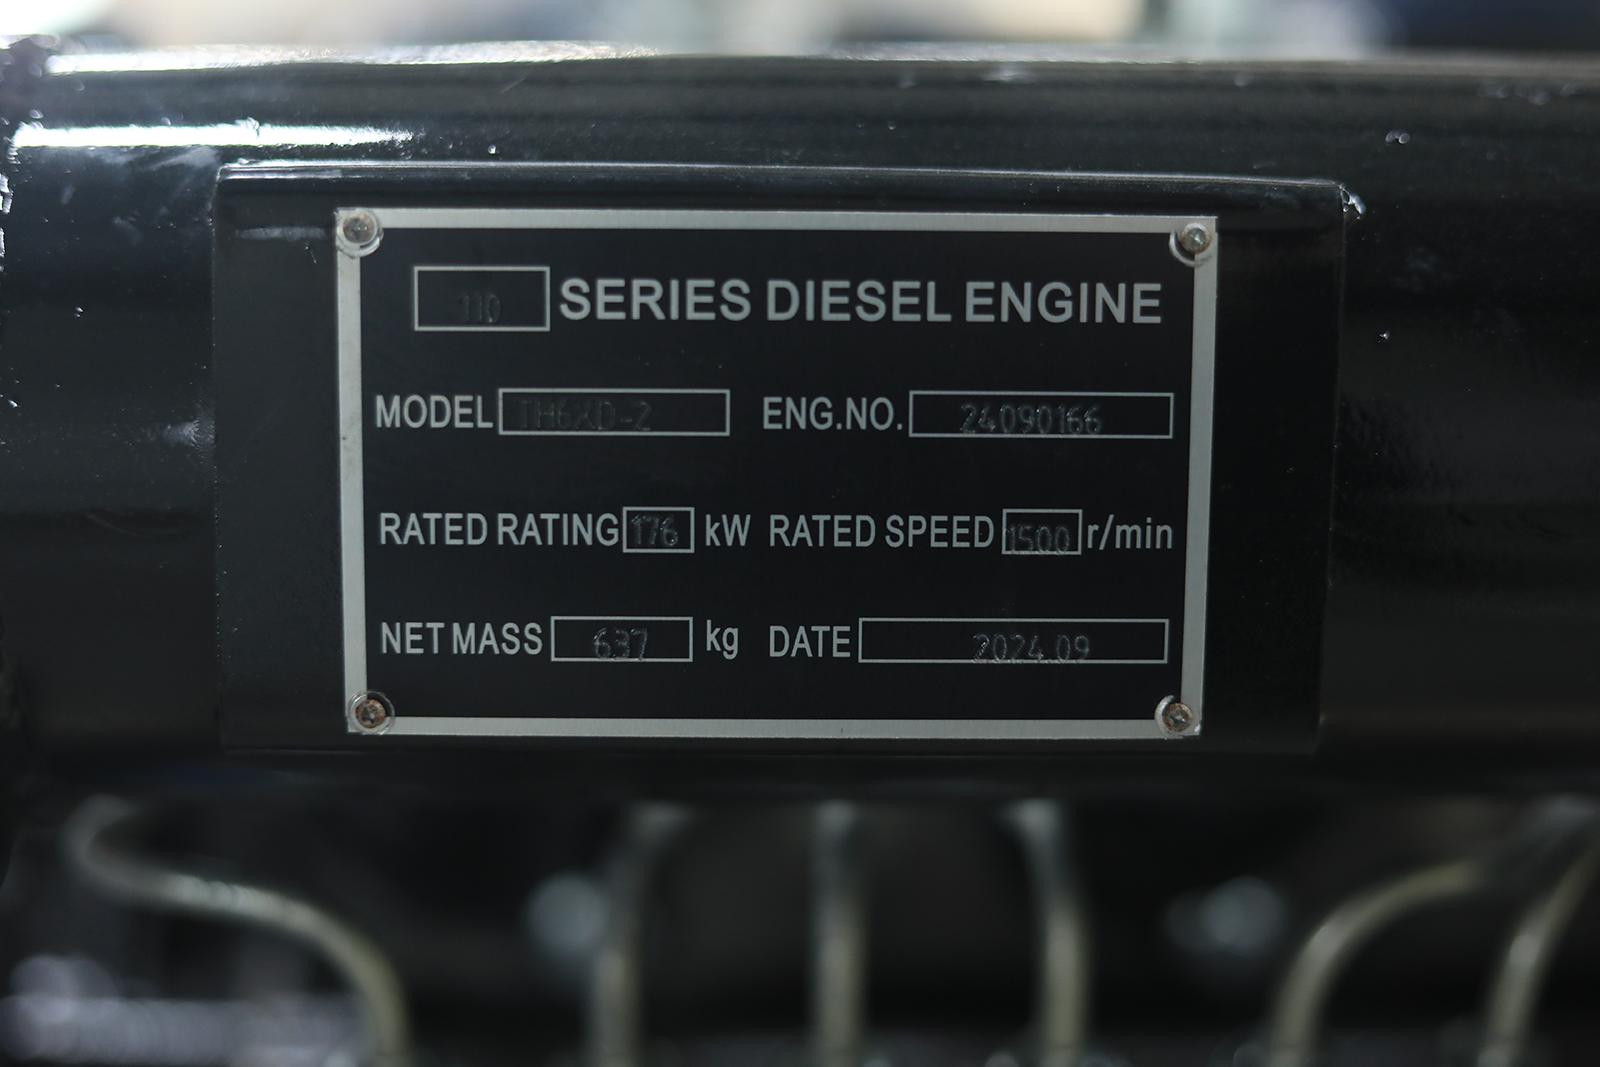 110 SERIES DIESEL ENGINE
MODEL TH6XD-2 ENG.NO. 24090166
RATED RATING 176 kW RATED SPEED 1500 r/min
NET MASS 637 kg DATE 2024.09